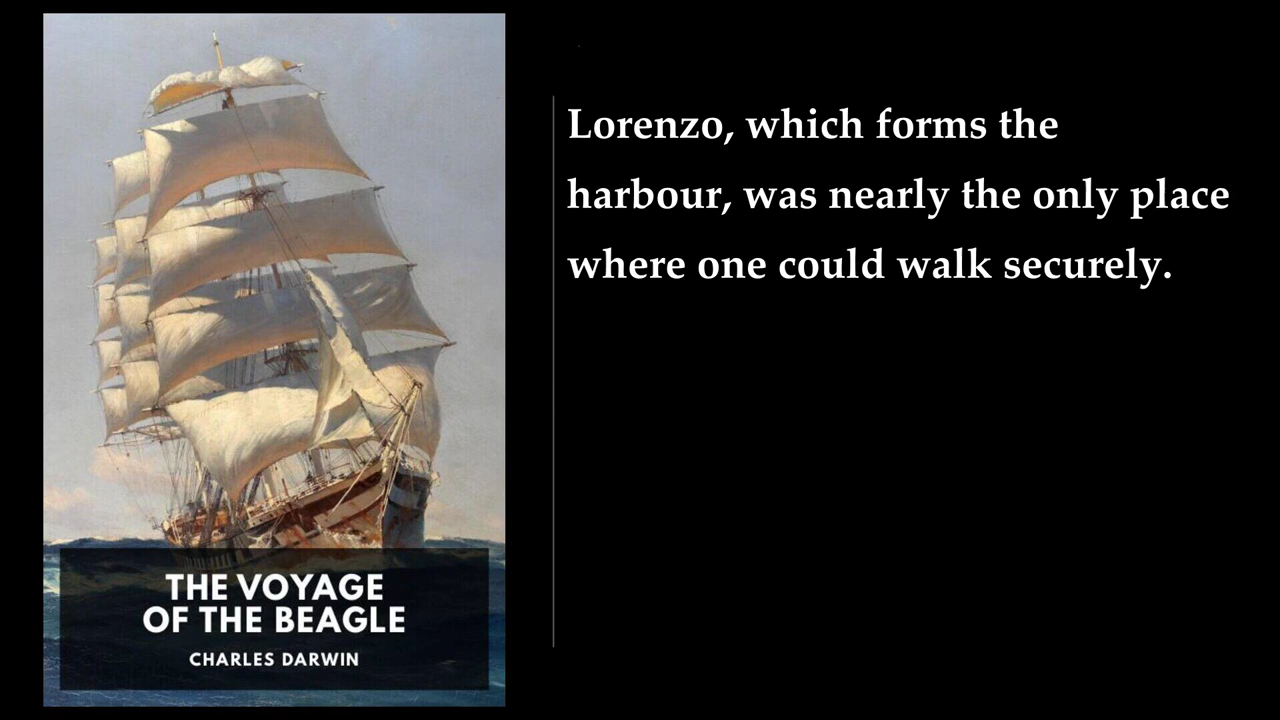 Lorenzo, which forms the
harbour, was nearly the only place
where one could walk securely.
THE VOYAGE
OF THE BEAGLE
CHARLES DARWIN